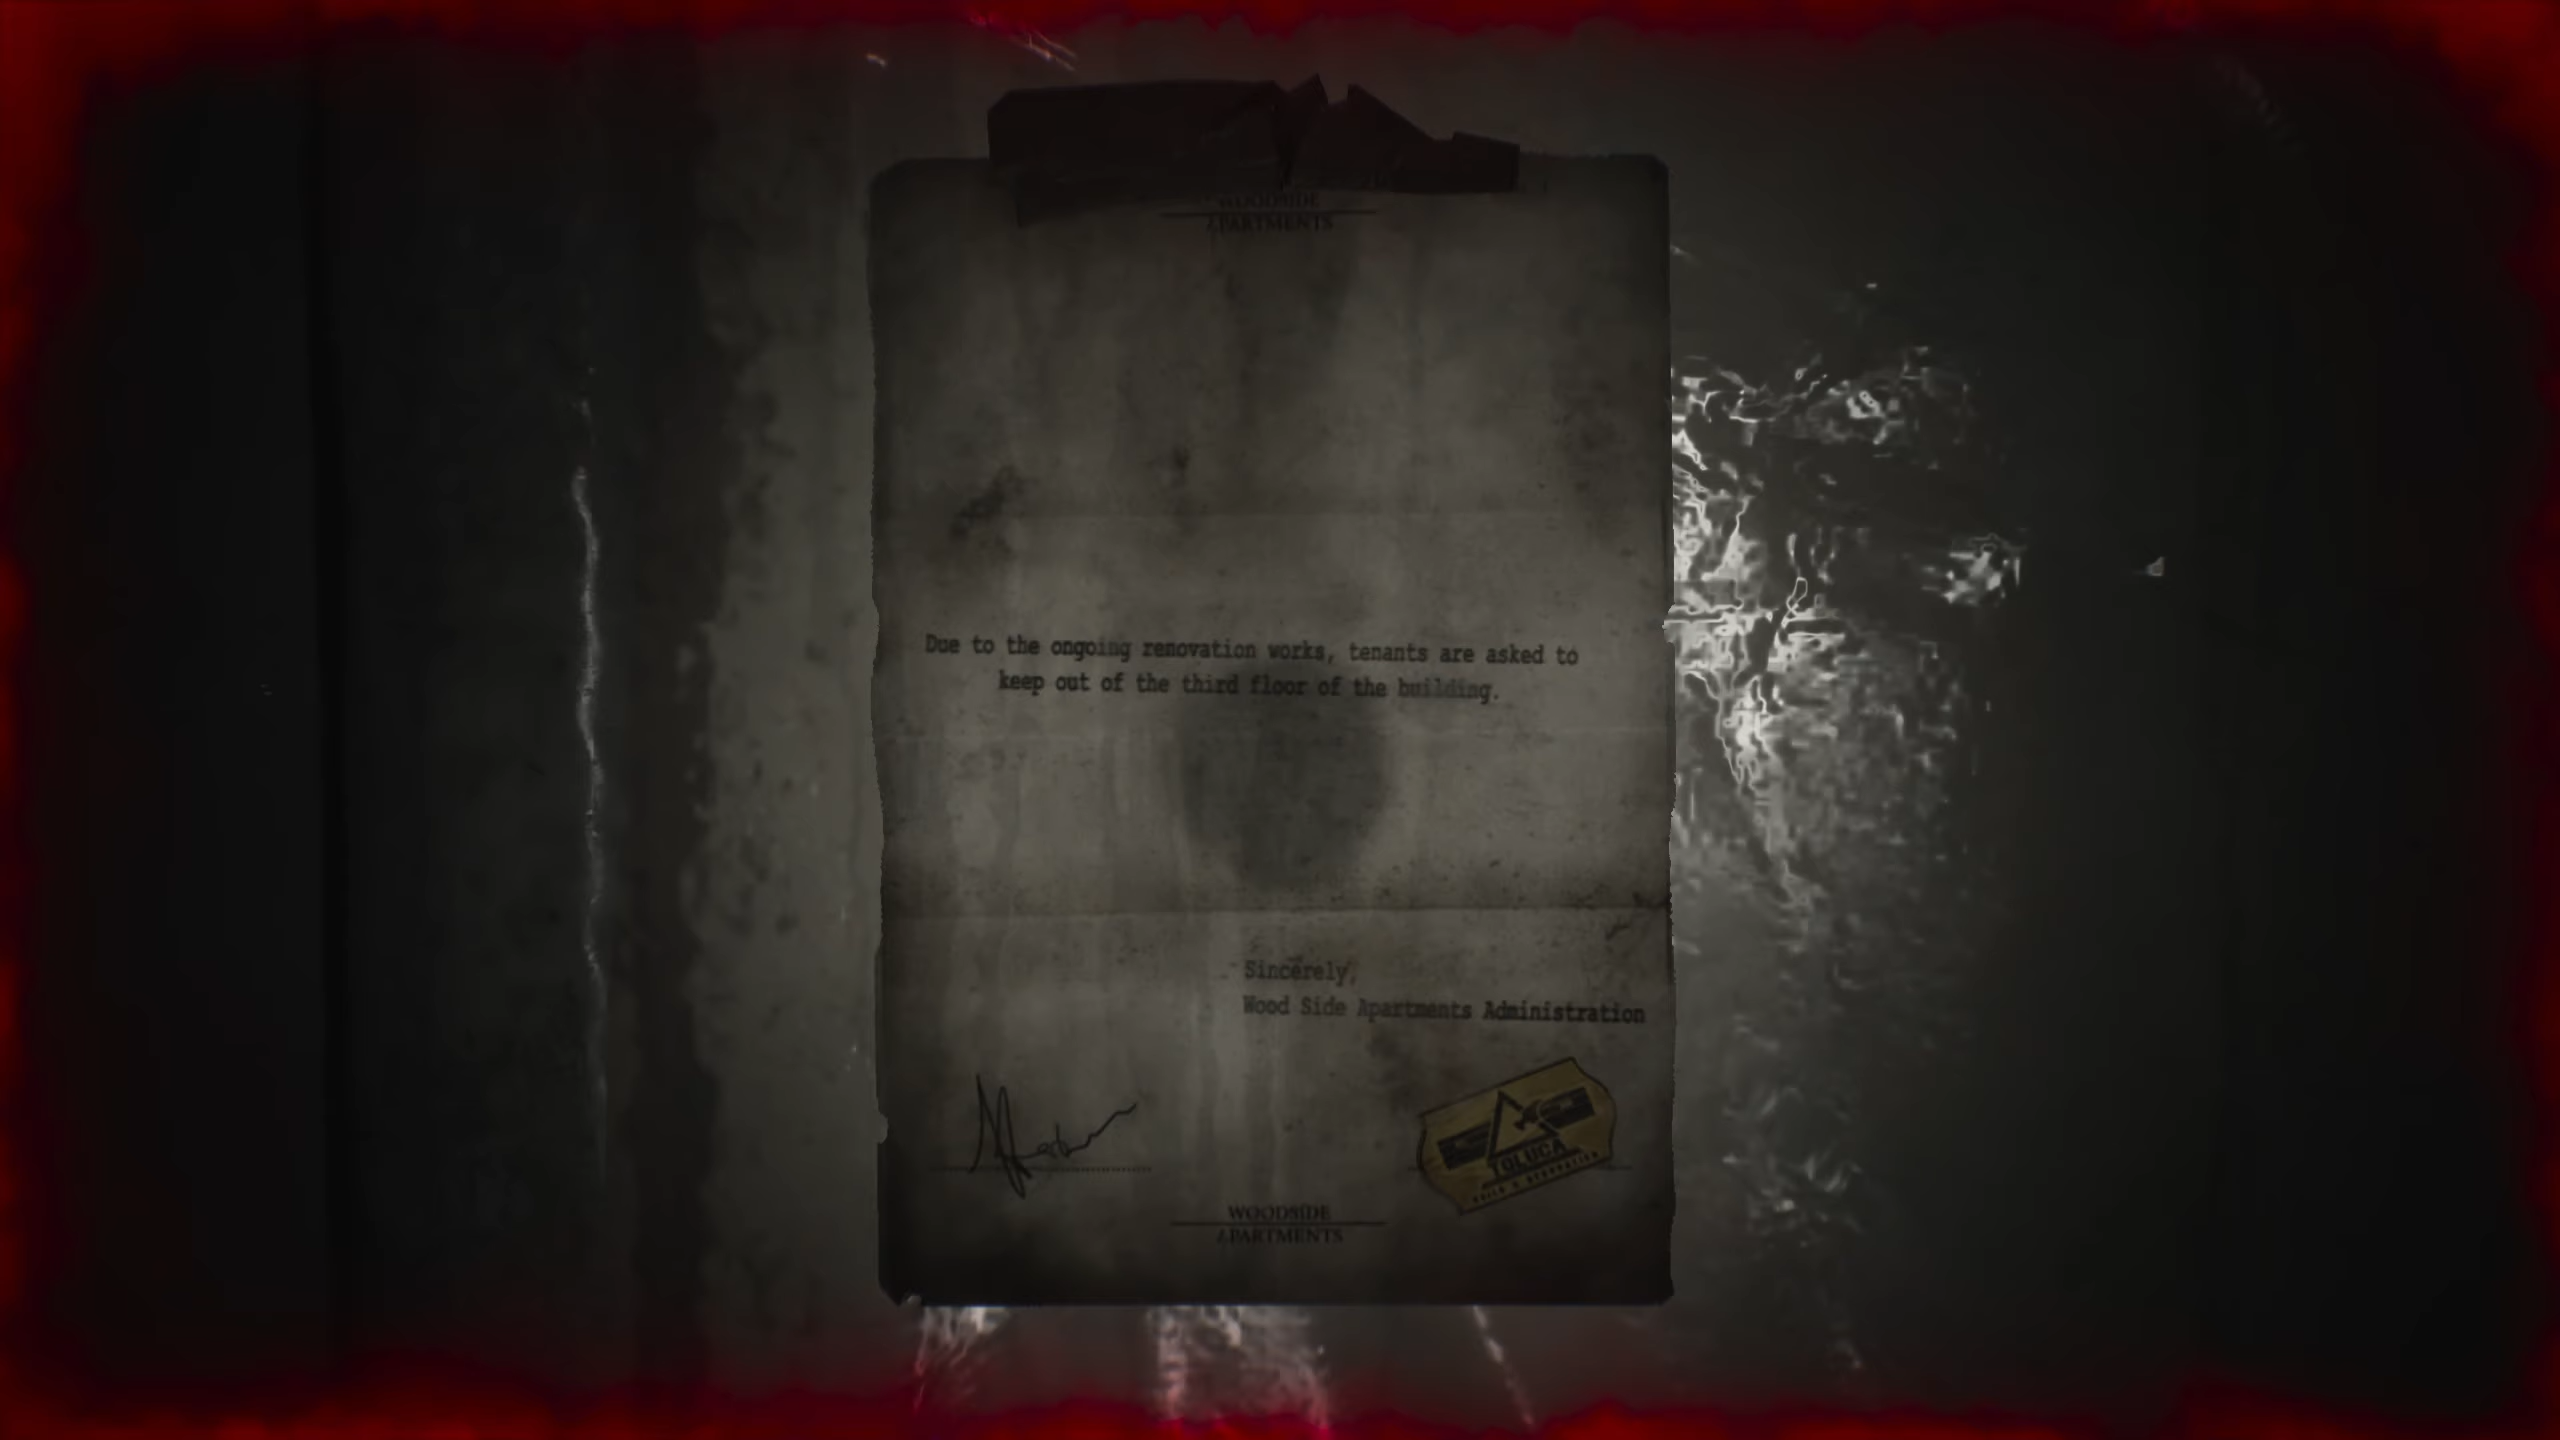 WOODSIDE
APARTMENTS
Due to the ongoing renovation works, tenants are asked to
keep out of the third floor of the building.
Sincerely,
Wood Side Apartments Administration
TOLUCA
WOODSIDE
APARTMENTS